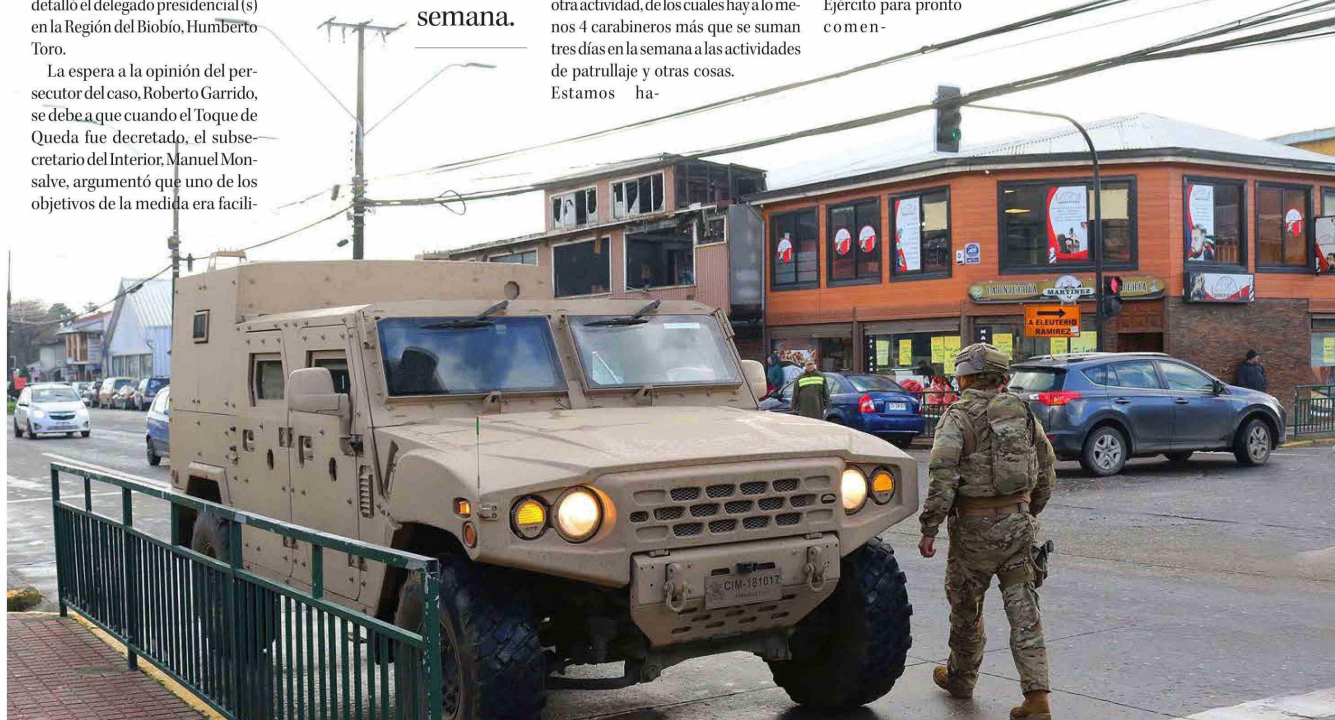 detalló el delegado presidencial (s)
en la Región del Biobío, Humberto
Toro.
La espera a la opinión del per-
secutor del caso, Roberto Garrido,
se debe a que cuando el Toque de
Queda fue decretado, el subse-
cretario del Interior, Manuel Mon-
salve, argumentó que uno de los
objetivos de la medida era facili-
semana.
otra actividad, de los cuales hay a lo me-
nos 4 carabineros más que se suman
tres días en la semana a las actividades
de patrullaje y otras cosas.
Estamos ha-
Ejército para pronto
comen-
MARTINEZ
A ELEUTERIO
RAMIREZ
CIM-181017